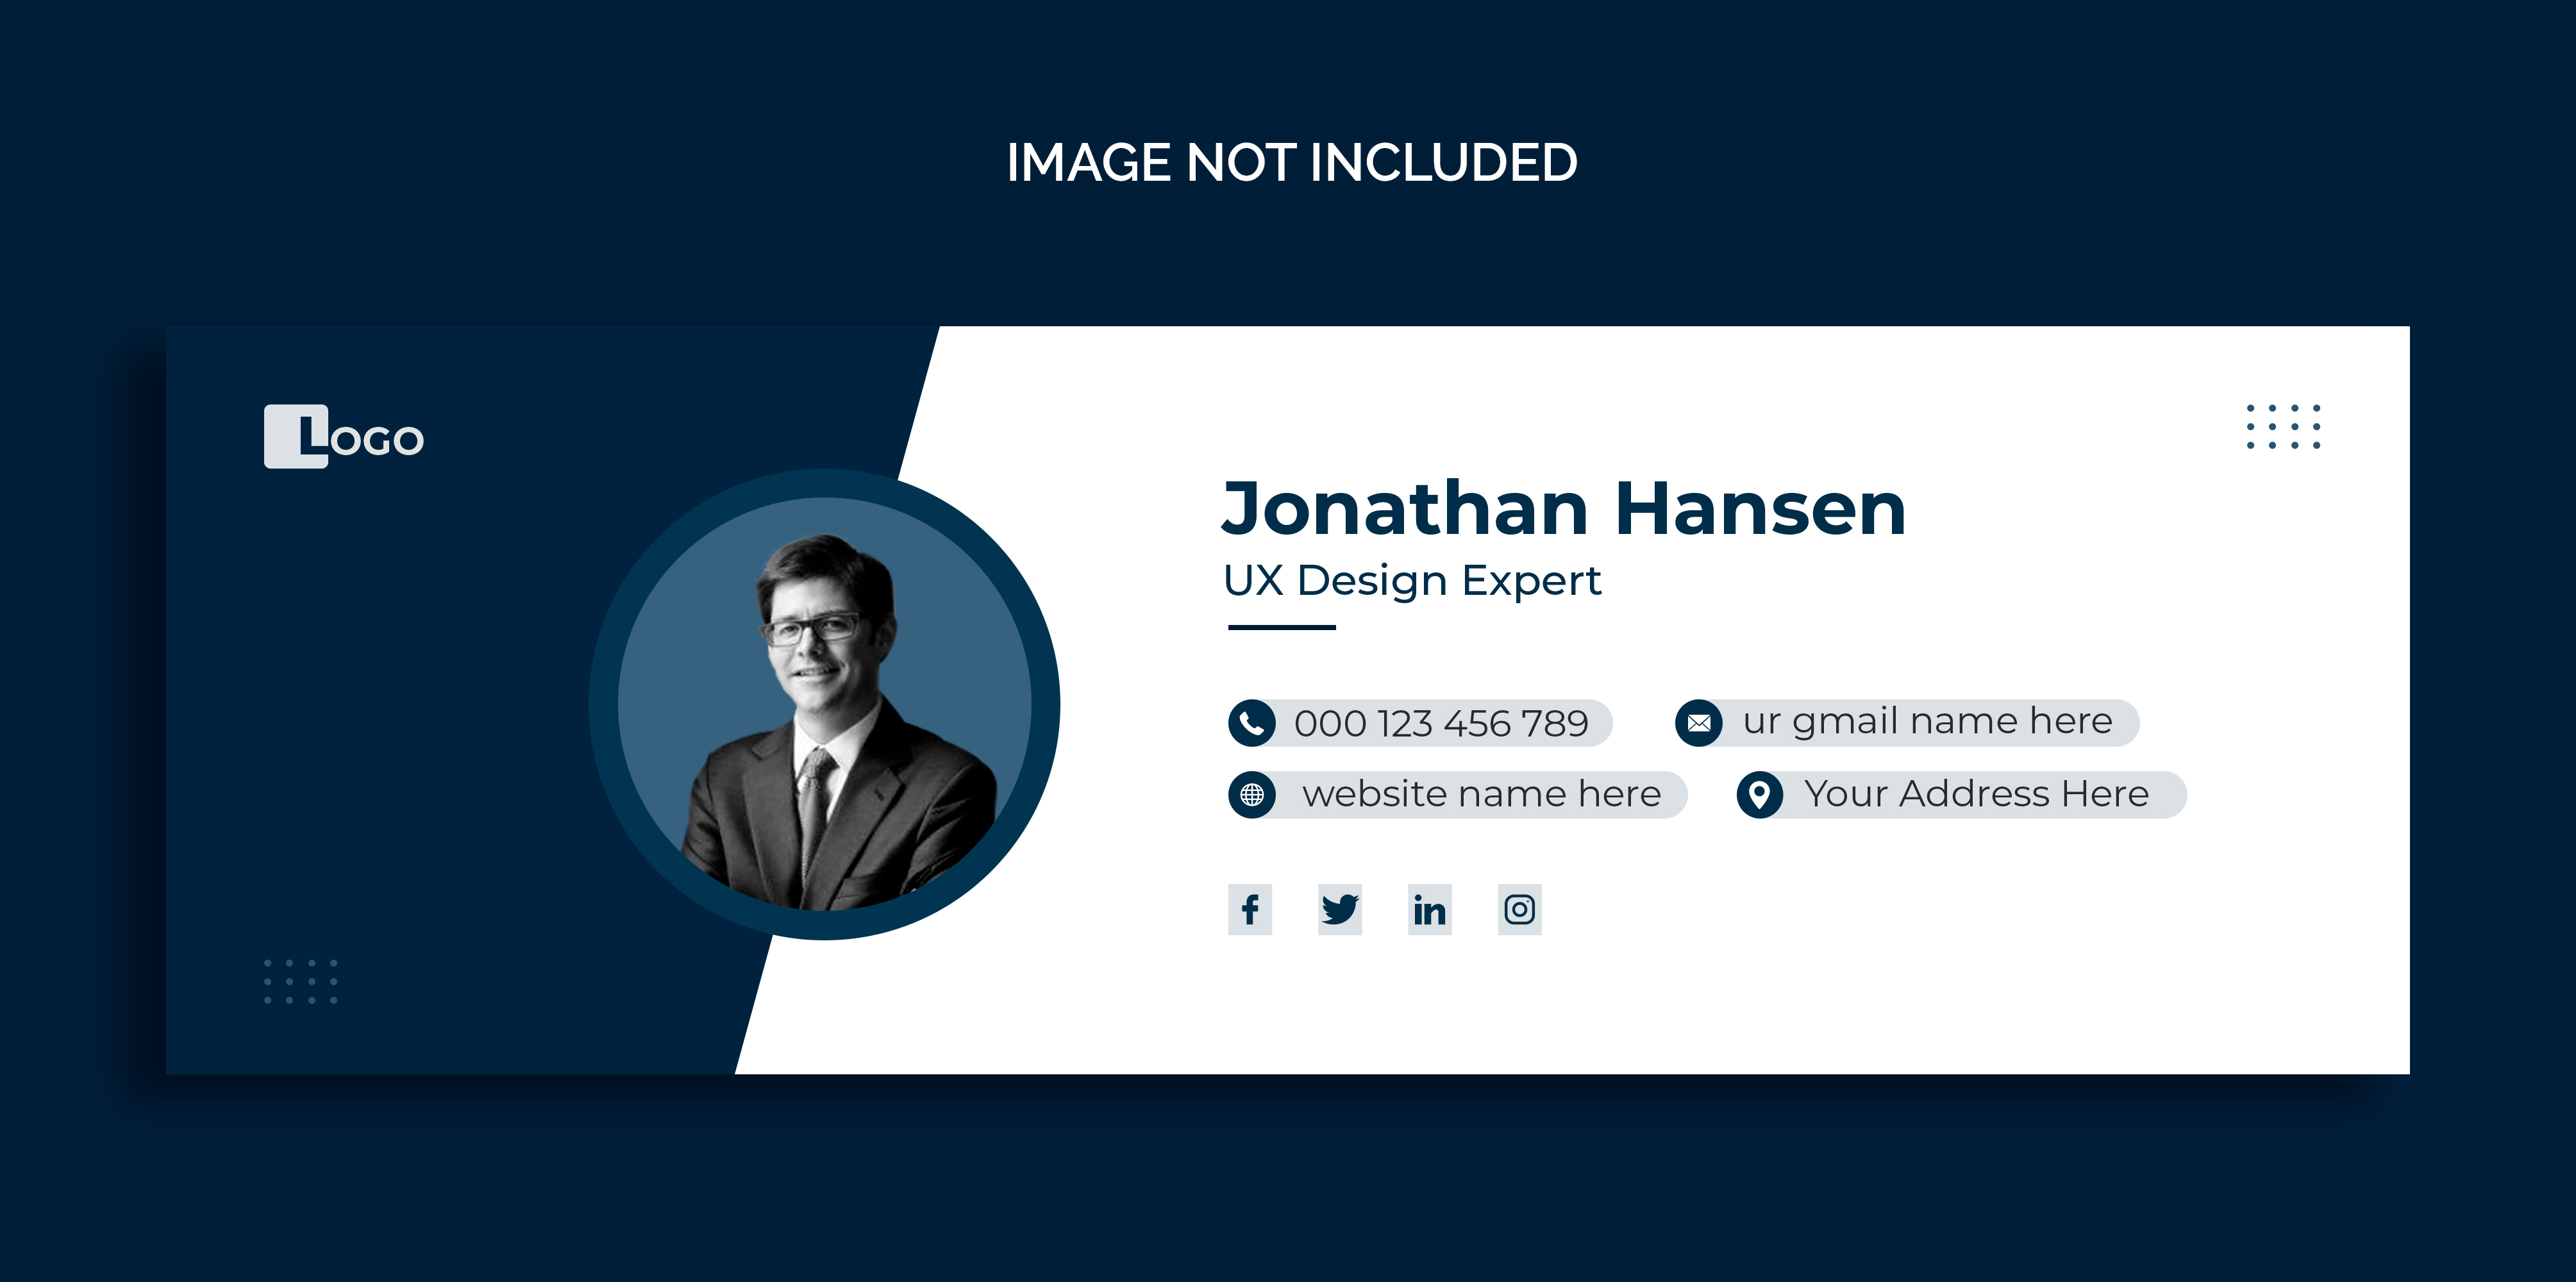 IMAGE NOT INCLUDED
LOGO
Jonathan Hansen
UX Design Expert
000 123 456 789
ur gmail name here
website name here
Your Address Here
f
in